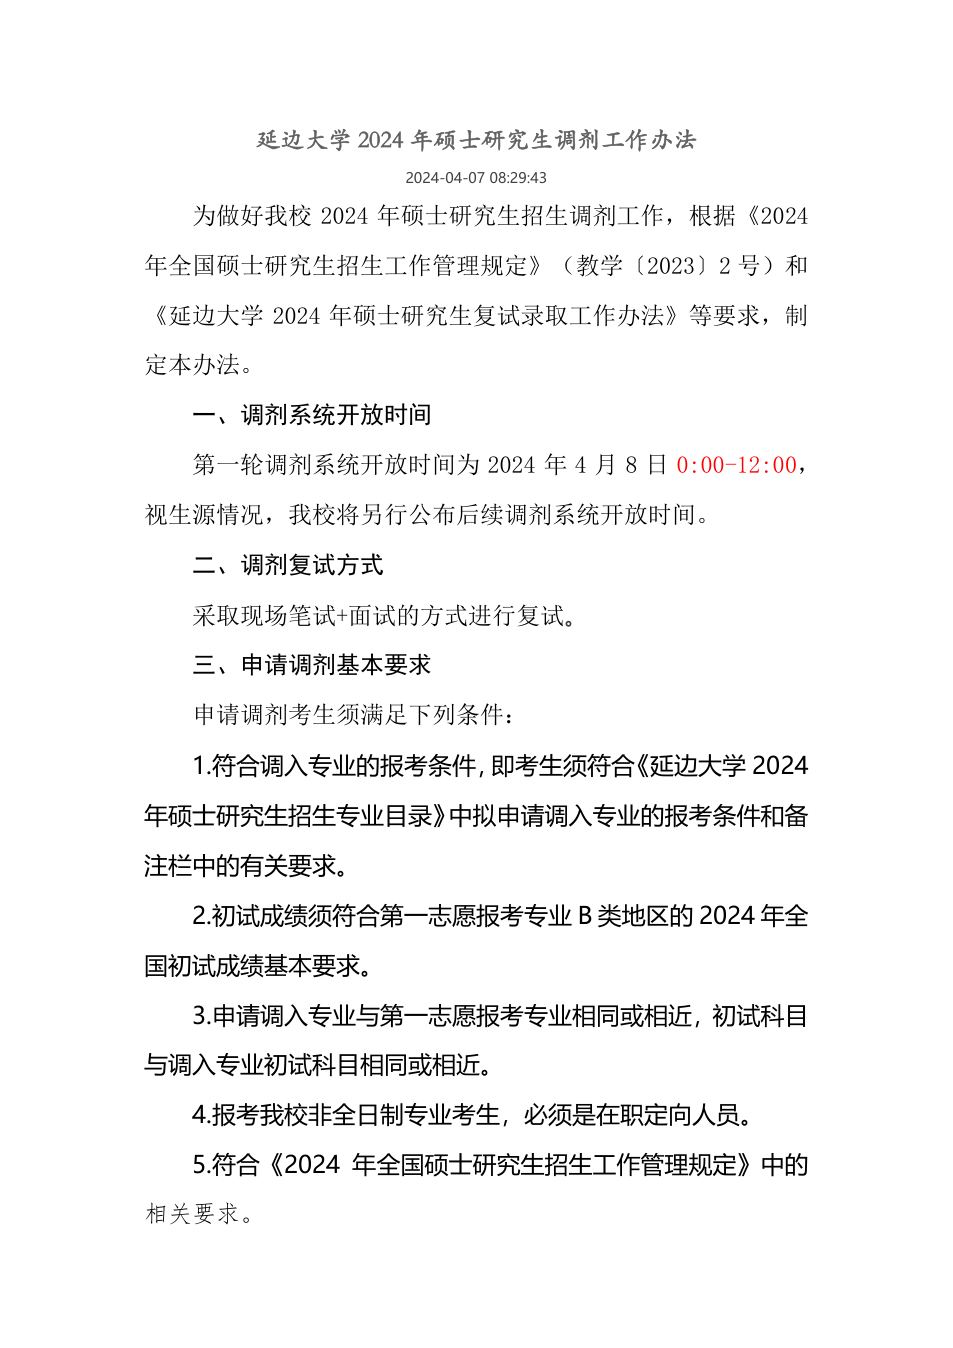 延边大学 2024 年硕士研究生调剂工作办法
2024-04-07 08:29:43
为做好我校 2024 年硕士研究生招生调剂工作，根据《2024
年全国硕士研究生招生工作管理规定》（教学〔2023〕2 号）和
《延边大学 2024 年硕士研究生复试录取工作办法》等要求，制
定本办法。
一、调剂系统开放时间
第一轮调剂系统开放时间为 2024 年 4 月 8 日 0:00-12:00，
视生源情况，我校将另行公布后续调剂系统开放时间。
二、调剂复试方式
采取现场笔试+面试的方式进行复试。
三、申请调剂基本要求
申请调剂考生须满足下列条件：
1.符合调入专业的报考条件，即考生须符合《延边大学 2024
年硕士研究生招生专业目录》中拟申请调入专业的报考条件和备
注栏中的有关要求。
2.初试成绩须符合第一志愿报考专业 B 类地区的 2024 年全
国初试成绩基本要求。
3.申请调入专业与第一志愿报考专业相同或相近，初试科目
与调入专业初试科目相同或相近。
4.报考我校非全日制专业考生，必须是在职定向人员。
5.符合《2024 年全国硕士研究生招生工作管理规定》中的
相关要求。